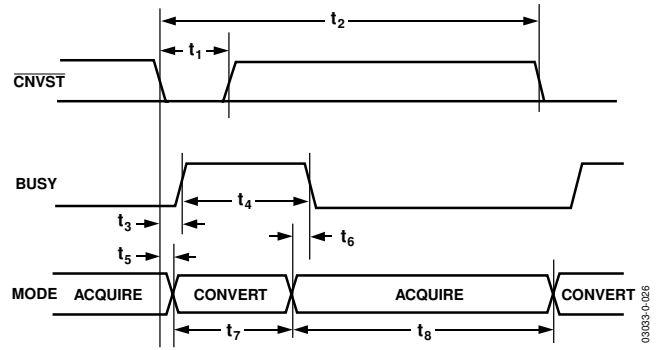 t2
t1
CNVST
BUSY
t4
t3
t6
t5
MODE ACQUIRE CONVERT ACQUIRE CONVERT
t7 t8
03033-0-026